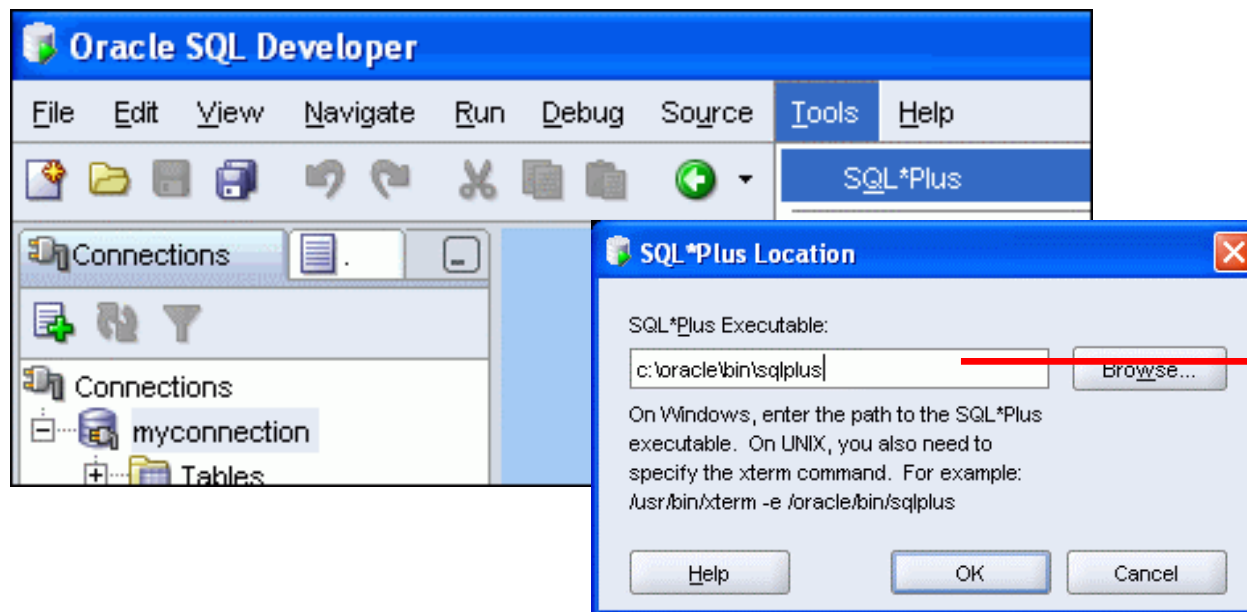 Oracle SQL Developer
File Edit View Navigate Run Debug Source Tools Help
SQL*Plus
Connections .
Connections
myconnection
Tables
SQL*Plus Location
SQL*Plus Executable:
c:\oracle\bin\sqlplus
Browse...
On Windows, enter the path to the SQL*Plus
executable. On UNIX, you also need to
specify the xterm command. For example:
/usr/bin/xterm -e /oracle/bin/sqlplus
Help OK Cancel